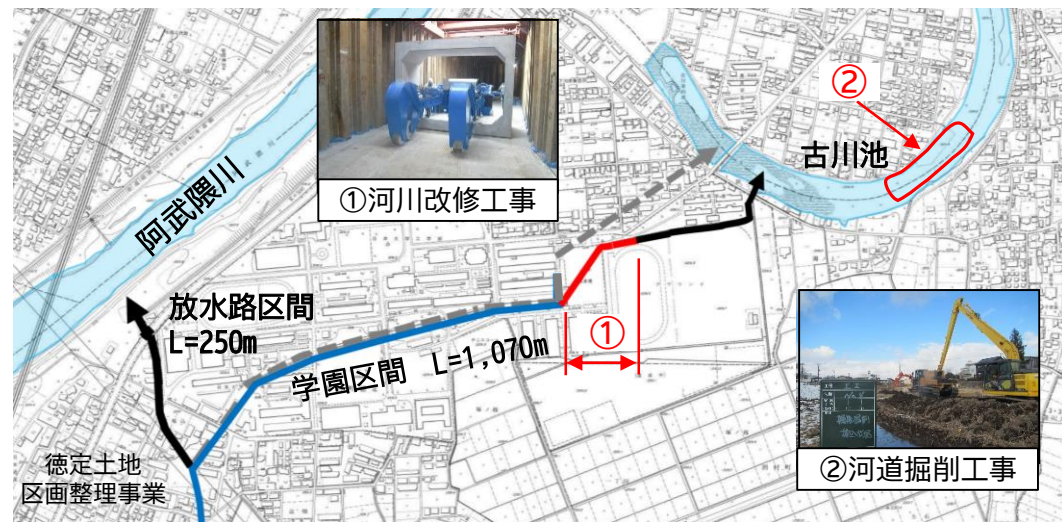 ①河川改修工事
②
古川池
阿武隈川
放水路区間
L=250m
学園区間 L=1,070m
①
徳定土地
区画整理事業
②河道掘削工事